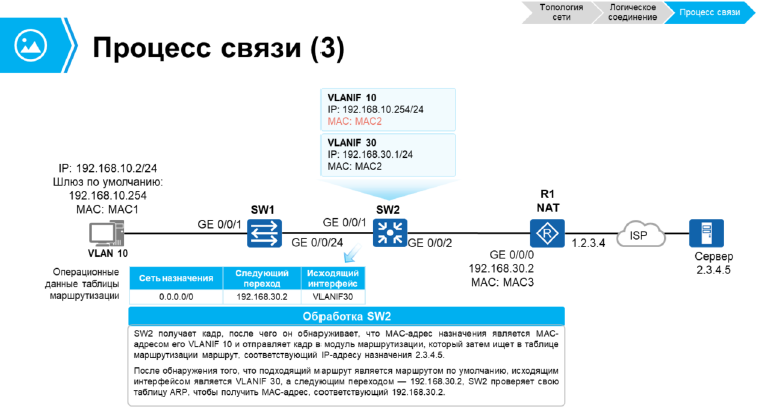 Топология
сети
Логическое
соединение
Процесс связи
Процесс связи (3)
VLANIF 10
IP: 192.168.10.254/24
MAC: MAC2
VLANIF 30
IP: 192.168.30.1/24
MAC: MAC2
IP: 192.168.10.2/24
Шлюз по умолчанию:
192.168.10.254
MAC: MAC1
VLAN 10
SW1
GE 0/0/1
GE 0/0/24
SW2
GE 0/0/1
GE 0/0/2
R1
NAT
R
GE 0/0/0
192.168.30.2
MAC: MAC3
1.2.3.4
ISP
Сервер
2.3.4.5
Операционные
данные таблицы
маршрутизации
Сеть назначения Следующий переход Исходящий интерфейс
0.0.0.0/0 192.168.30.2 VLANIF30
Обработка SW2
SW2 получает кадр, после чего он обнаруживает, что MAC-адрес назначения является MAC-
адресом его VLANIF 10 и отправляет кадр в модуль маршрутизации, который затем ищет в таблице
маршрутизации маршрут, соответствующий IP-адресу назначения 2.3.4.5.
После обнаружения того, что подходящий маршрут является маршрутом по умолчанию, исходящим
интерфейсом является VLANIF 30, а следующим переходом — 192.168.30.2, SW2 проверяет свою
таблицу ARP, чтобы получить MAC-адрес, соответствующий 192.168.30.2.